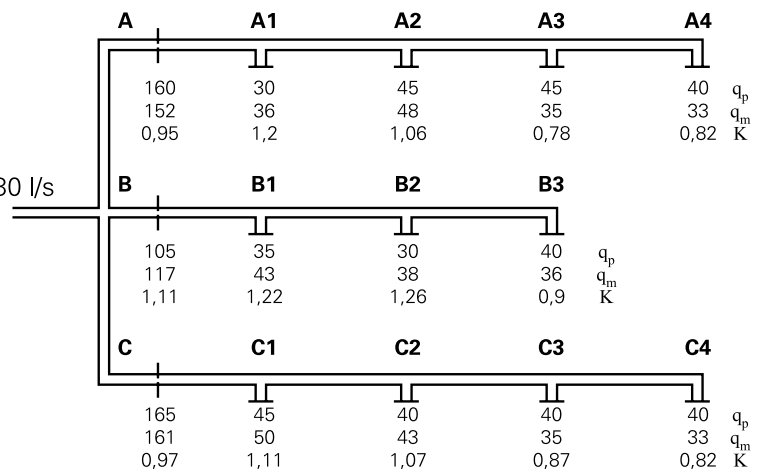 A A1 A2 A3 A4
160 30 45 45 40 qp
152 36 48 35 33 qm
0,95 1,2 1,06 0,78 0,82 K
30 l/s
B B1 B2 B3
105 35 30 40 qp
117 43 38 36 qm
1,11 1,22 1,26 0,9 K
C C1 C2 C3 C4
165 45 40 40 40 qp
161 50 43 35 33 qm
0,97 1,11 1,07 0,87 0,82 K